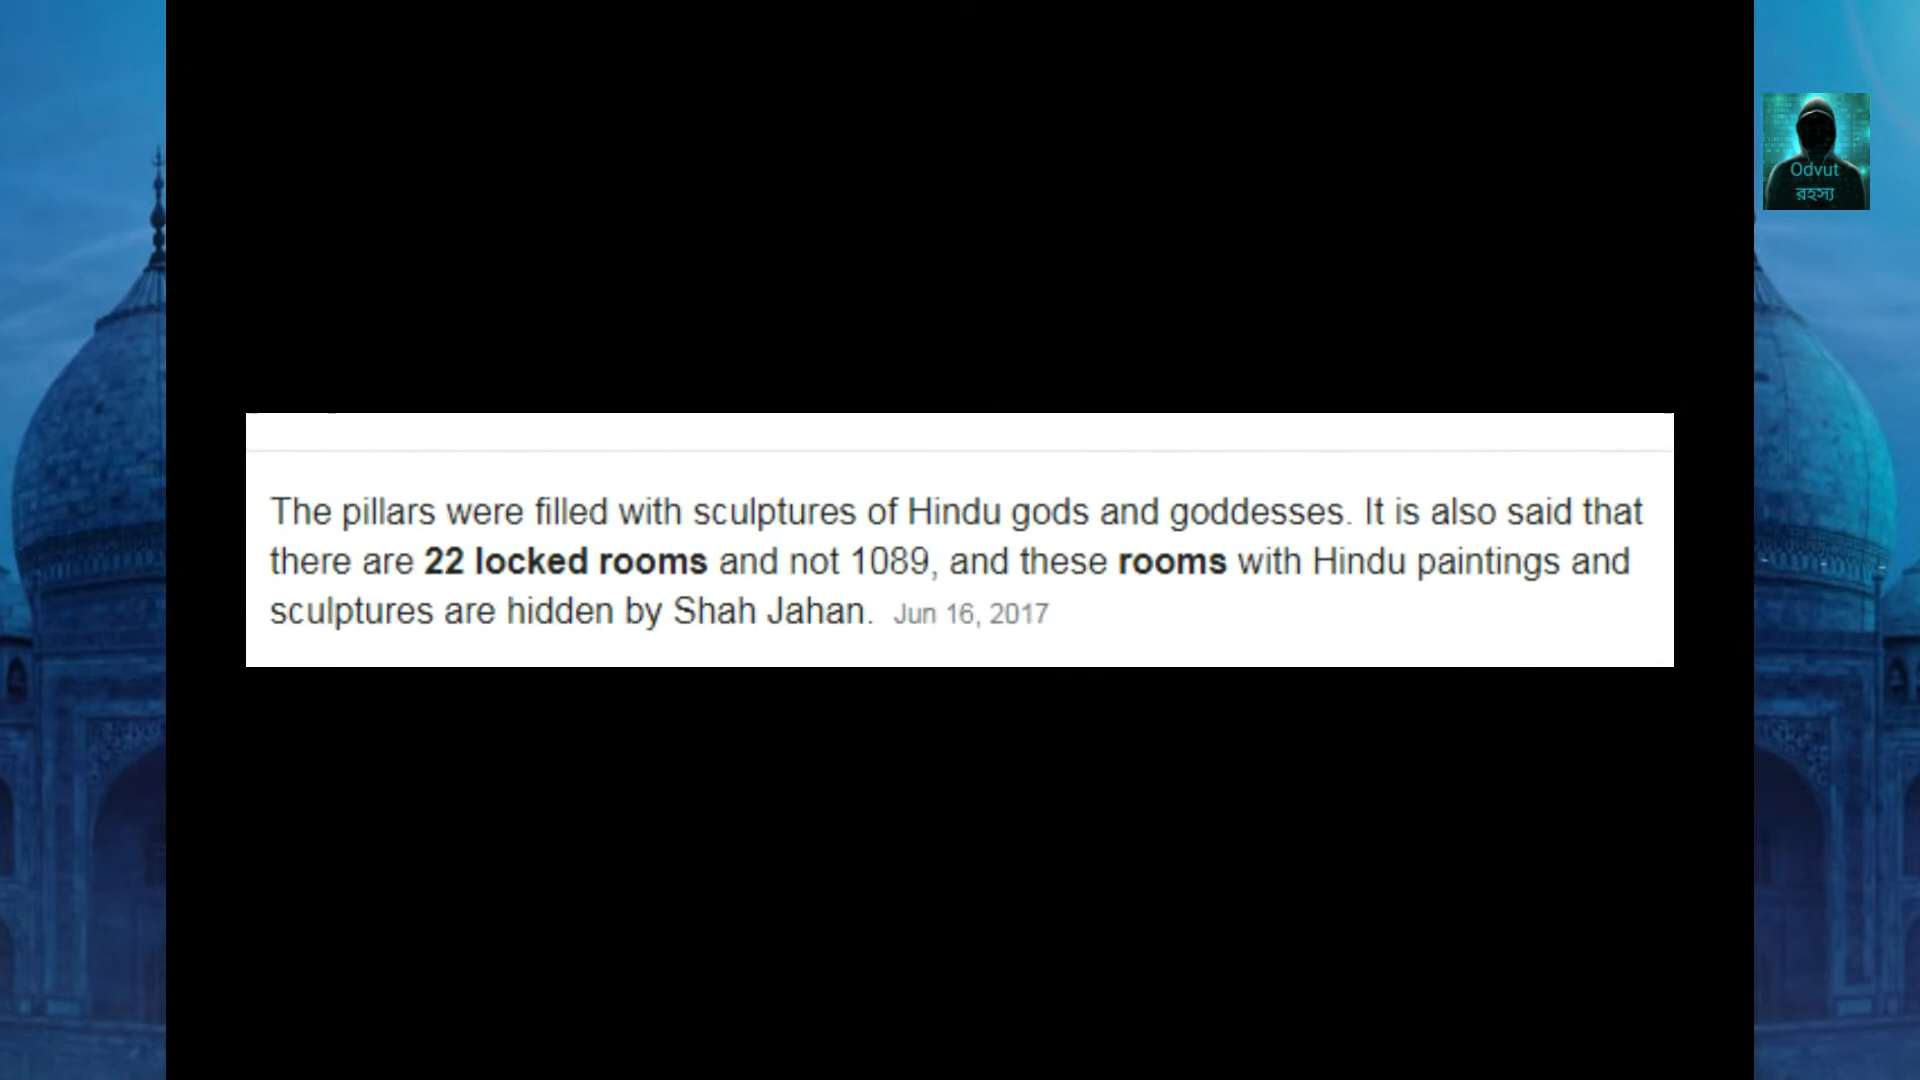 Odvut
রহস্য
The pillars were filled with sculptures of Hindu gods and goddesses. It is also said that
there are 22 locked rooms and not 1089, and these rooms with Hindu paintings and
sculptures are hidden by Shah Jahan. Jun 16, 2017